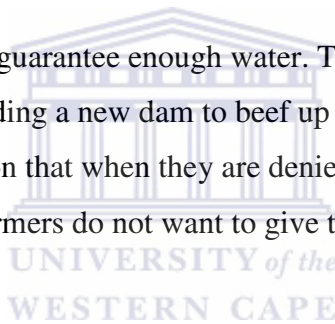 guarantee enough water. T
ding a new dam to beef up
on that when they are denie
rmers do not want to give t
UNIVERSITY of the
WESTERN CAPE